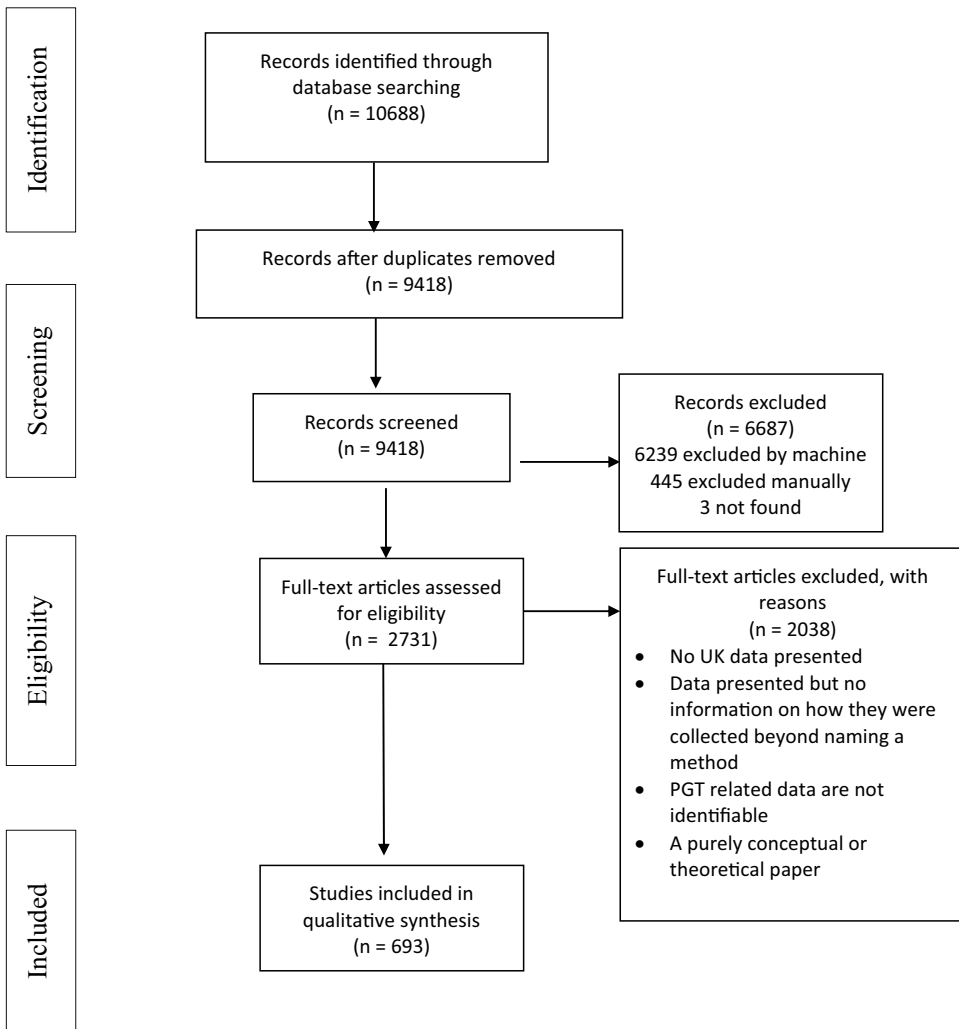 Identification
Records identified through
database searching
(n = 10688)
Records after duplicates removed
(n = 9418)
Screening
Records screened
(n = 9418)
Records excluded
(n = 6687)
6239 excluded by machine
445 excluded manually
3 not found
Eligibility
Full-text articles assessed
for eligibility
(n = 2731)
Full-text articles excluded, with
reasons
(n = 2038)
• No UK data presented
• Data presented but no
information on how they were
collected beyond naming a
method
• PGT related data are not
identifiable
• A purely conceptual or
theoretical paper
Included
Studies included in
qualitative synthesis
(n = 693)